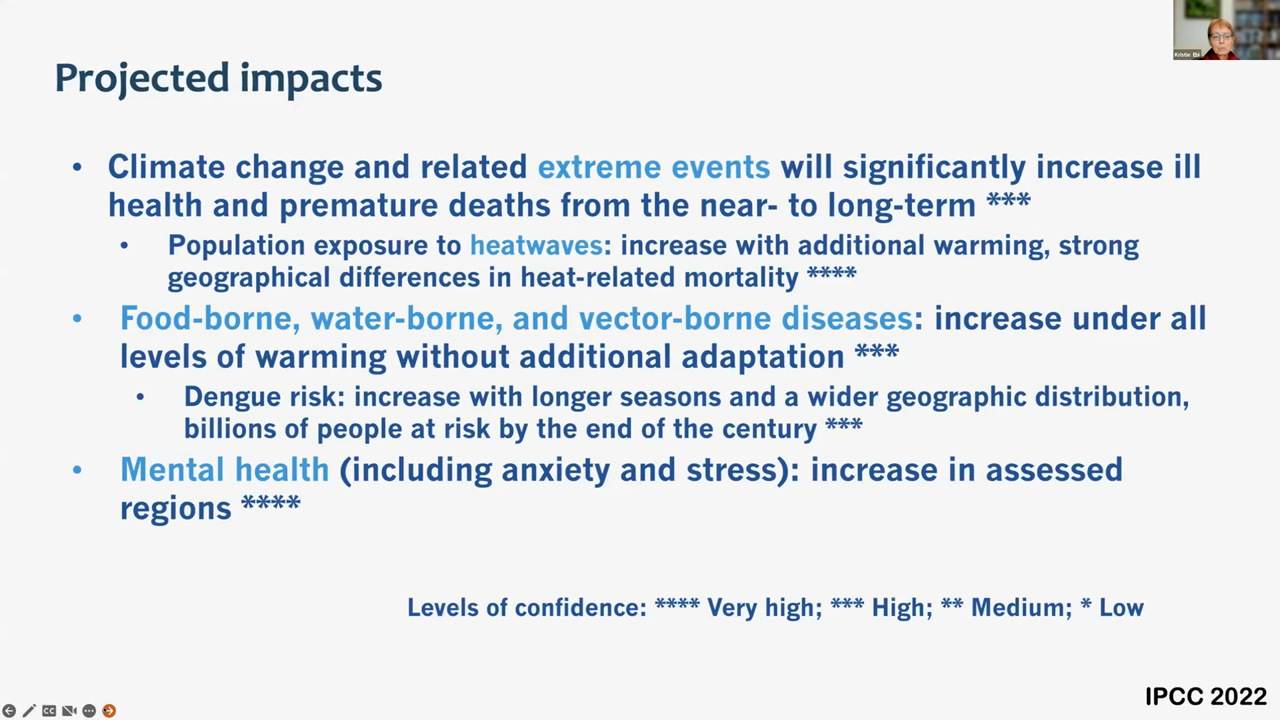 Kristie Ebi
Projected impacts
• Climate change and related extreme events will significantly increase ill
health and premature deaths from the near- to long-term ***
• Population exposure to heatwaves: increase with additional warming, strong
geographical differences in heat-related mortality ****
• Food-borne, water-borne, and vector-borne diseases: increase under all
levels of warming without additional adaptation ***
• Dengue risk: increase with longer seasons and a wider geographic distribution,
billions of people at risk by the end of the century ***
• Mental health (including anxiety and stress): increase in assessed
regions ****
Levels of confidence: **** Very high; *** High; ** Medium; * Low
CC
IPCC 2022